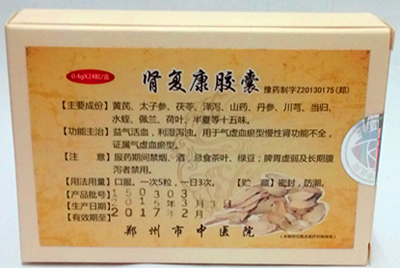 0.4gX24粒/盒
肾复康胶囊 豫药制字Z20130175(郑)
【主要成份】黄芪、太子参、茯苓、泽泻、山药、丹参、川芎、当归、
水蛭、佩兰、荷叶、半夏等十五味。
【功能主治】益气活血，利湿泻浊。用于气虚血瘀型慢性肾功能不全，
证属气虚血瘀型。
【注 意】服药期间禁烟、酒，忌食茶叶、绿豆；脾胃虚弱及长期腹
泻者禁用。
【用法用量】口服，一次5粒，一日3次。【贮 藏】密封，防潮。
【产品批号】150303
【生产日期】2015年3月3日
【有效期至】2017年2月
郑州市中医院